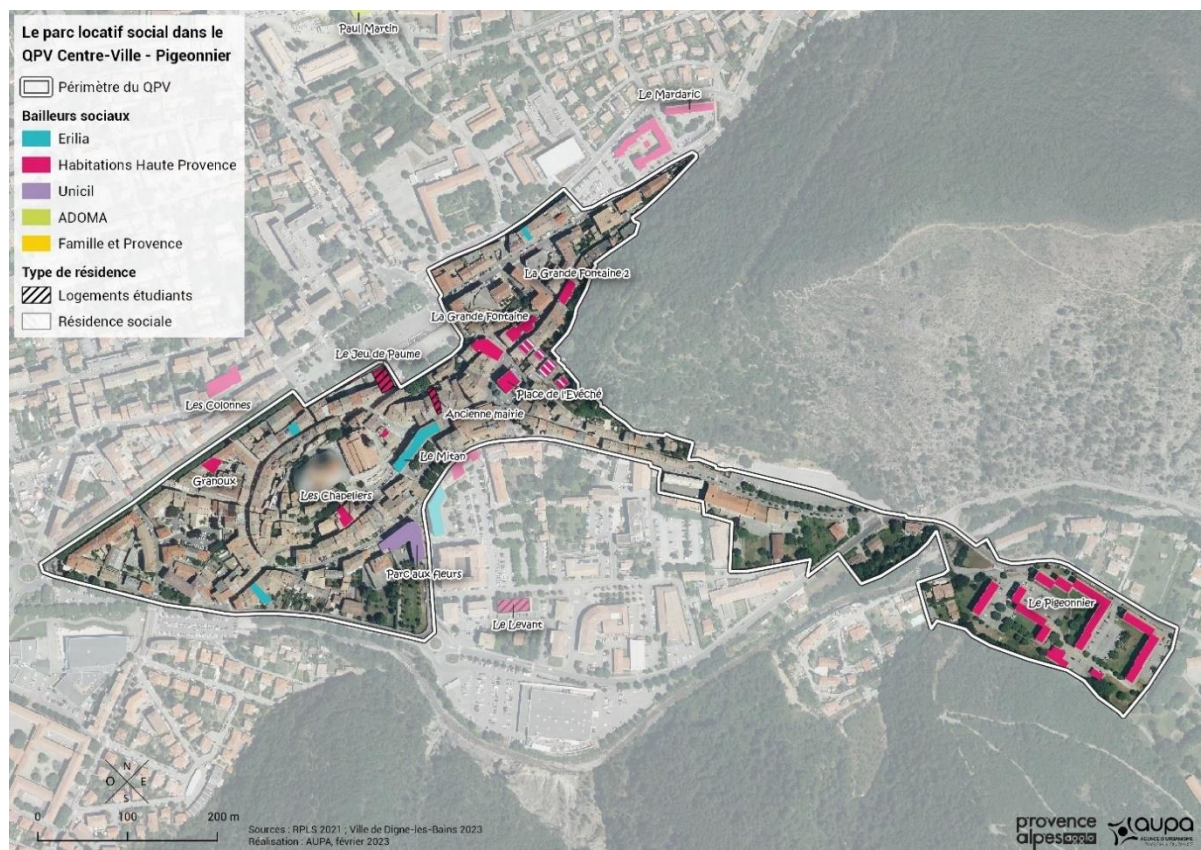 Le parc locatif social dans le
QPV Centre-Ville - Pigeonnier
Périmètre du QPV
Bailleurs sociaux
Erilia
Habitations Haute Provence
Unicil
ADOMA
Famille et Provence
Type de résidence
Logements étudiants
Résidence sociale
Paul Martin
Le Mardaric
La Grande Fontaine 2
La Grande Fontaine
Le Jeu de Paume
Les Colonnes
Place de l'Evêché
Ancienne mairie
Le Mitan
Granoux
Les Chapeliers
Parc aux fleurs
Le Levant
Le Pigeonnier
N
O E
S
0 100 200 m
Sources : RPLS 2021 ; Ville de Digne-les-Bains 2023
Réalisation : AUPA, février 2023
provence
alpes agglo
aupa